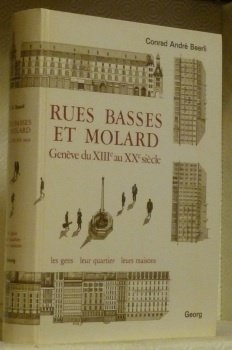 Conrad André Beerli
RUES BASSES
ET MOLARD
Genève du XIIIe au XXe siècle
les gens leur quartier leurs maisons
Georg